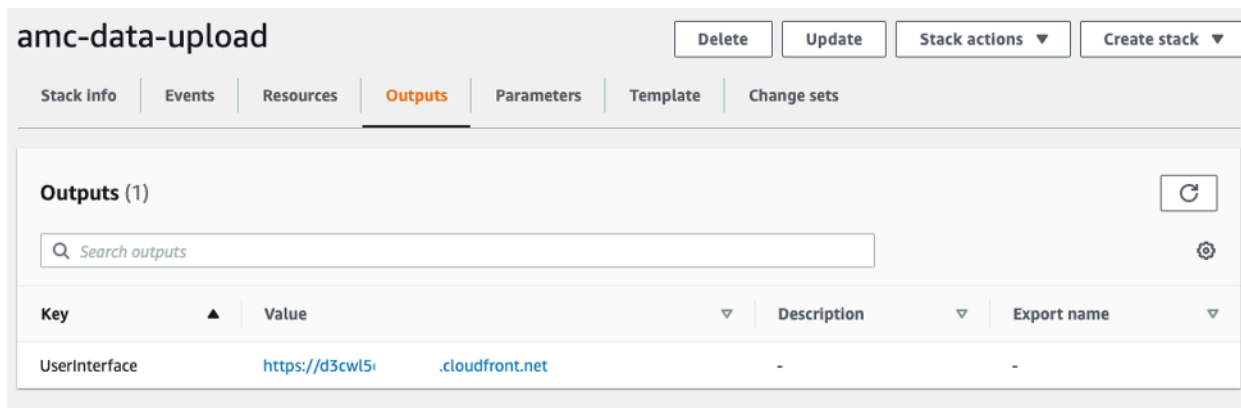 amc-data-upload
Delete Update Stack actions Create stack
Stack info Events Resources Outputs Parameters Template Change sets
Outputs (1)
Search outputs
Key Value Description Export name
UserInterface https://d3cwl5 .cloudfront.net - -